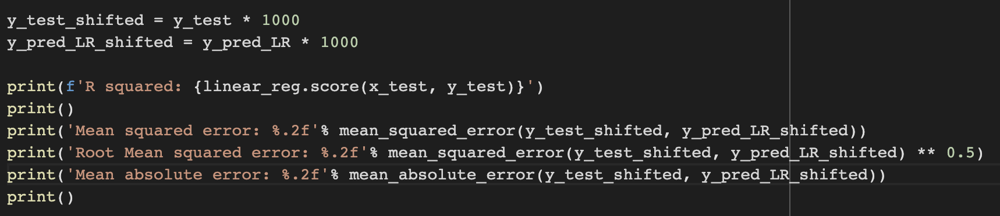 y_test_shifted = y_test * 1000
y_pred_LR_shifted = y_pred_LR * 1000
print(f'R squared: {linear_reg.score(x_test, y_test)}')
print()
print('Mean squared error: %.2f'% mean_squared_error(y_test_shifted, y_pred_LR_shifted))
print('Root Mean squared error: %.2f'% mean_squared_error(y_test_shifted, y_pred_LR_shifted) ** 0.5)
print('Mean absolute error: %.2f'% mean_absolute_error(y_test_shifted, y_pred_LR_shifted))
print()